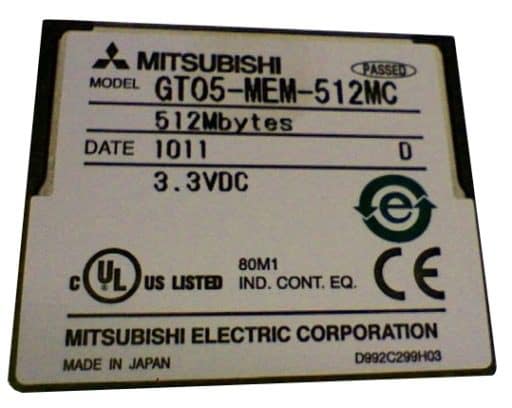 MITSUBISHI PASSED
MODEL GT05-MEM-512MC
512Mbytes
DATE 1011 D
3.3VDC
e
C UL US LISTED 80M1 IND. CONT. EQ. CE
MITSUBISHI ELECTRIC CORPORATION
MADE IN JAPAN D992C299H03